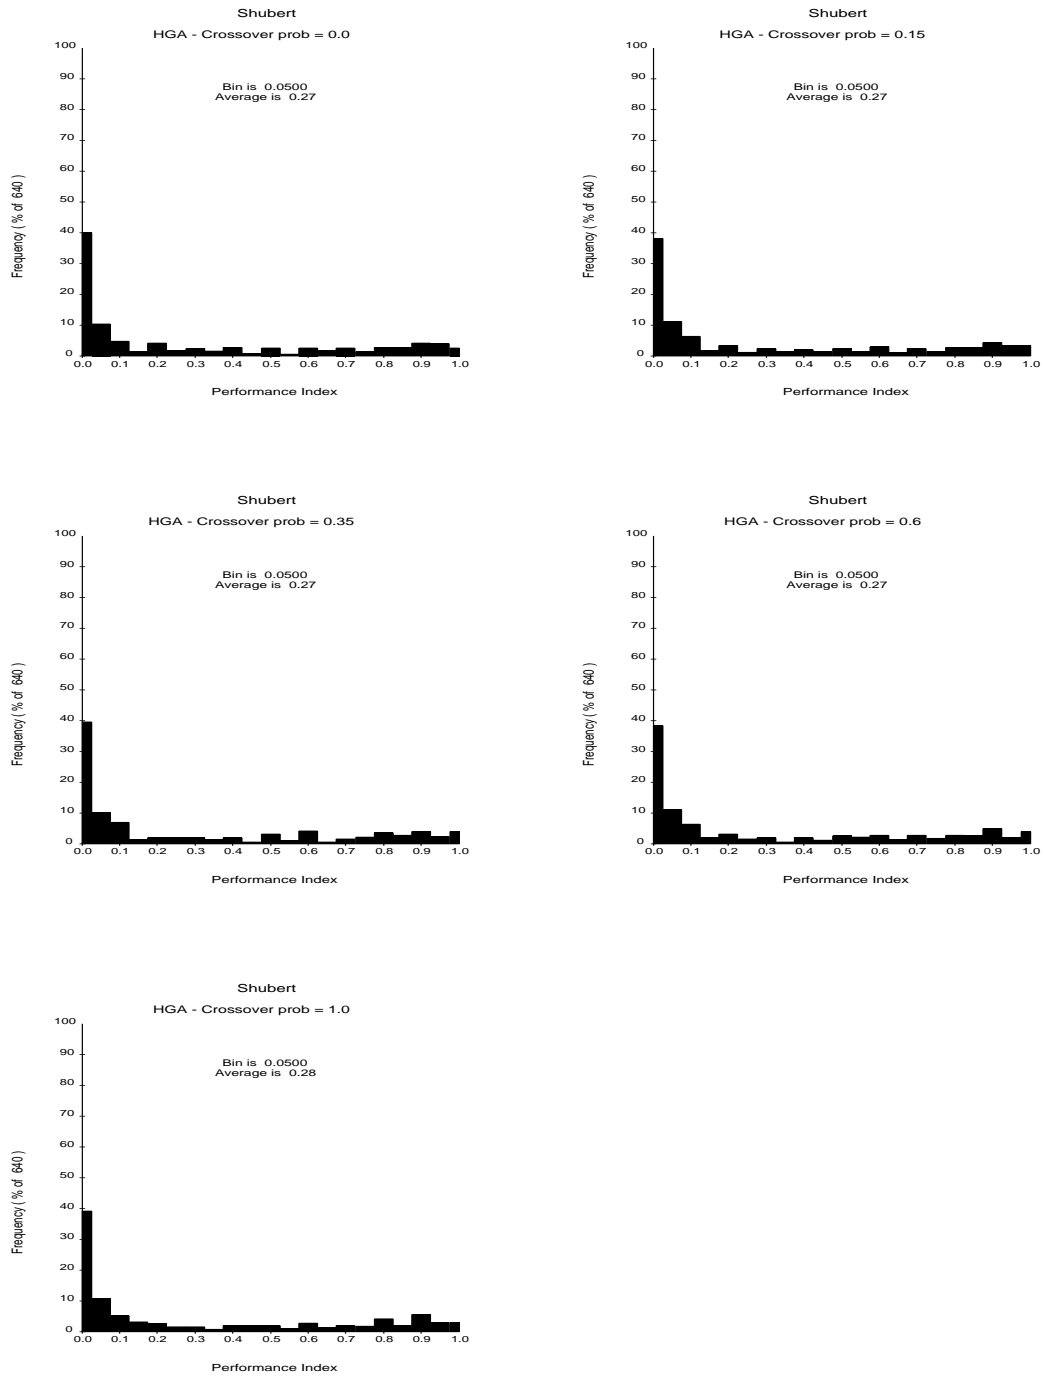 Shubert
HGA - Crossover prob = 0.0
100
90
80
70
60
50
40
30
20
10
0
Bin is 0.0500
Average is 0.27
Frequency ( % of 640 )
0.0 0.1 0.2 0.3 0.4 0.5 0.6 0.7 0.8 0.9 1.0
Performance Index
Shubert
HGA - Crossover prob = 0.15
100
90
80
70
60
50
40
30
20
10
0
Bin is 0.0500
Average is 0.27
Frequency ( % of 640 )
0.0 0.1 0.2 0.3 0.4 0.5 0.6 0.7 0.8 0.9 1.0
Performance Index
Shubert
HGA - Crossover prob = 0.35
100
90
80
70
60
50
40
30
20
10
0
Bin is 0.0500
Average is 0.27
Frequency ( % of 640 )
0.0 0.1 0.2 0.3 0.4 0.5 0.6 0.7 0.8 0.9 1.0
Performance Index
Shubert
HGA - Crossover prob = 0.6
100
90
80
70
60
50
40
30
20
10
0
Bin is 0.0500
Average is 0.27
Frequency ( % of 640 )
0.0 0.1 0.2 0.3 0.4 0.5 0.6 0.7 0.8 0.9 1.0
Performance Index
Shubert
HGA - Crossover prob = 1.0
100
90
80
70
60
50
40
30
20
10
0
Bin is 0.0500
Average is 0.28
Frequency ( % of 640 )
0.0 0.1 0.2 0.3 0.4 0.5 0.6 0.7 0.8 0.9 1.0
Performance Index